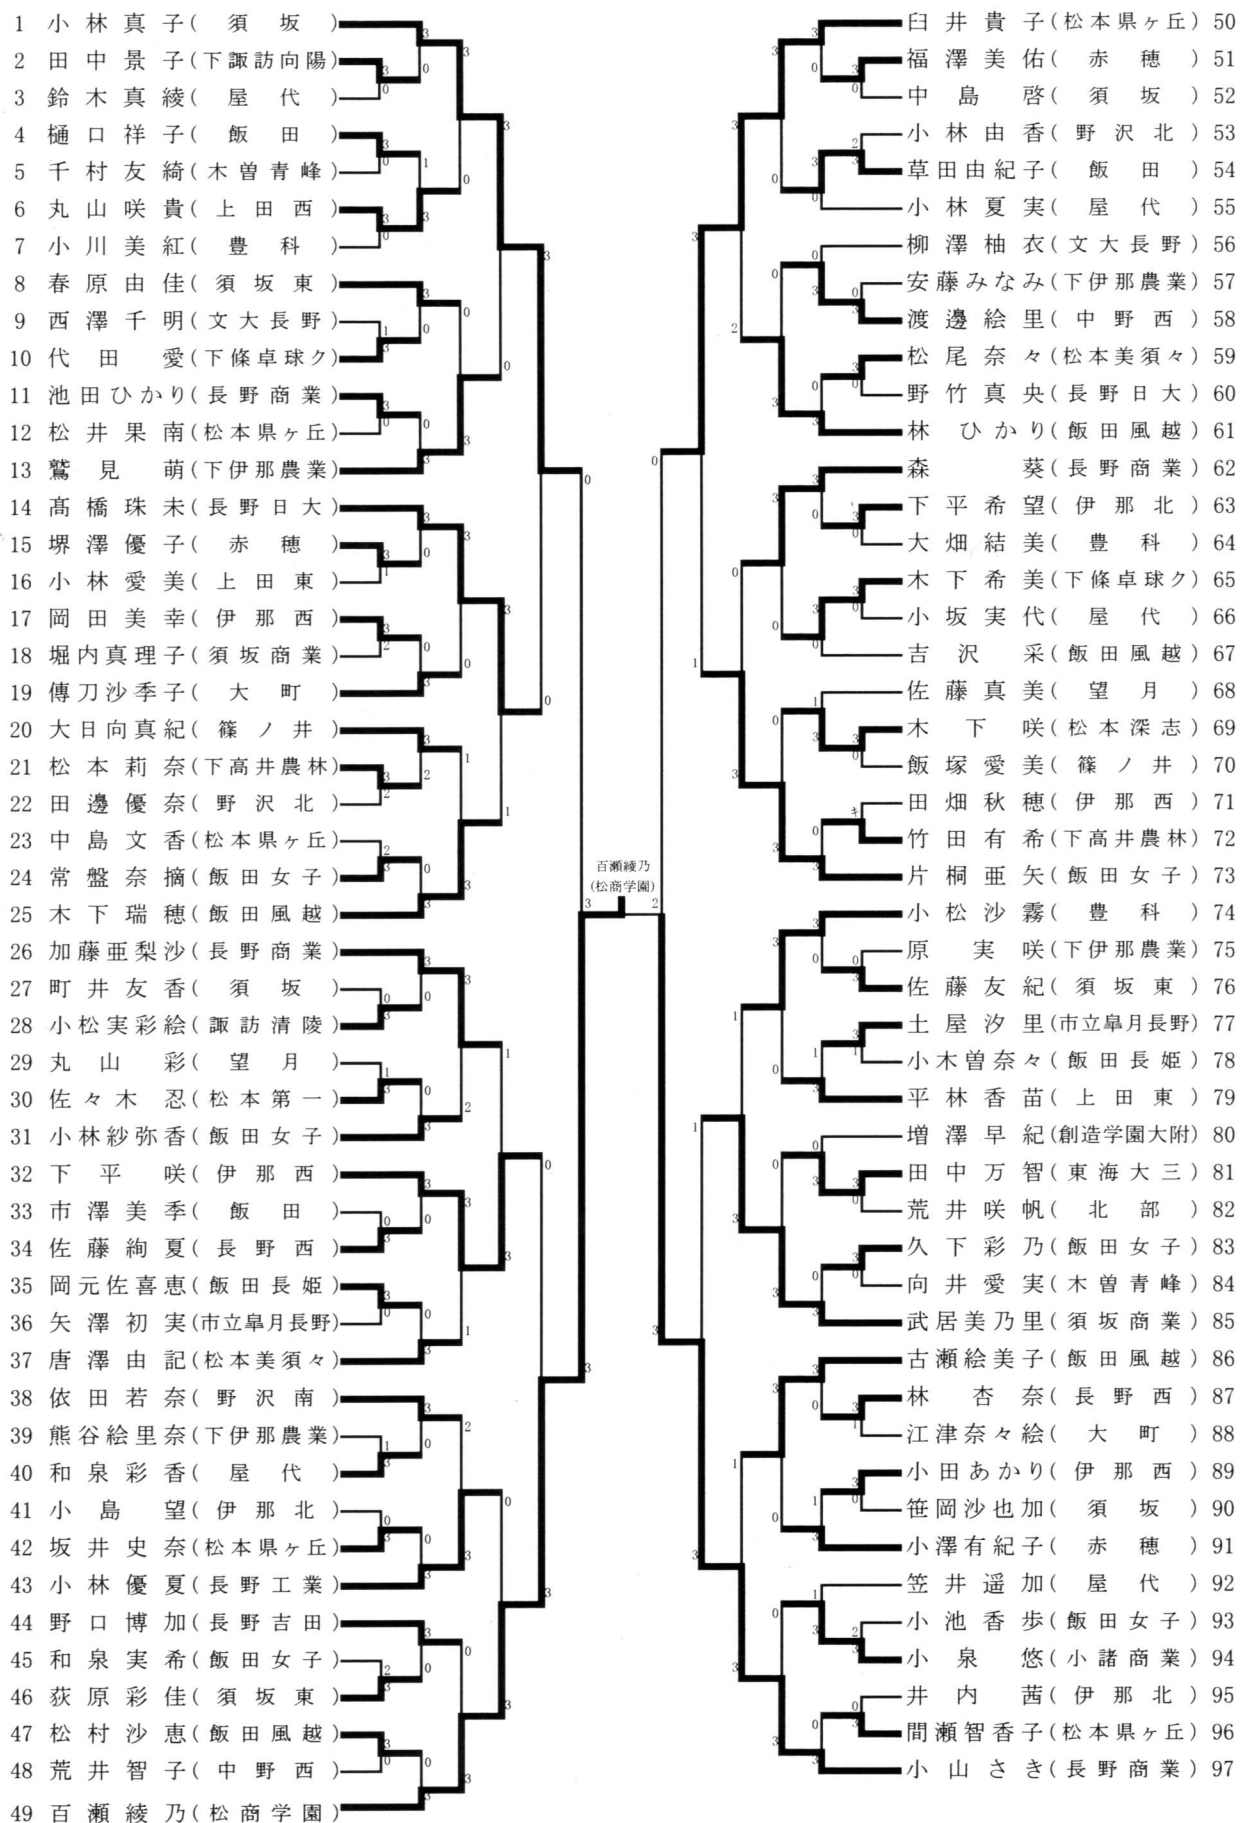 1 小林真子(須坂)
2 田中景子(下諏訪向陽)
3 鈴木真綾(屋代)
4 樋口祥子(飯田)
5 千村友綺(木曽青峰)
6 丸山咲貴(上田西)
7 小川美紅(豊科)
8 春原由佳(須坂東)
9 西澤千明(文大長野)
10 代田愛(下條卓球ク)
11 池田ひかり(長野商業)
12 松井果南(松本県ヶ丘)
13 鷲見萌(下伊那農業)
14 髙橋珠未(長野日大)
15 堺澤優子(赤穂)
16 小林愛美(上田東)
17 岡田美幸(伊那西)
18 堀内真理子(須坂商業)
19 傳刀沙季子(大町)
20 大日向真紀(篠ノ井)
21 松本莉奈(下高井農林)
22 田邊優奈(野沢北)
23 中島文香(松本県ヶ丘)
24 常盤奈摘(飯田女子)
25 木下瑞穂(飯田風越)
26 加藤亜梨沙(長野商業)
27 町井友香(須坂)
28 小松実彩絵(諏訪清陵)
29 丸山彩(望月)
30 佐々木忍(松本第一)
31 小林紗弥香(飯田女子)
32 下平咲(伊那西)
33 市澤美季(飯田)
34 佐藤絢夏(長野西)
35 岡元佐喜恵(飯田長姫)
36 矢澤初実(市立皐月長野)
37 唐澤由記(松本美須々)
38 依田若奈(野沢南)
39 熊谷絵里奈(下伊那農業)
40 和泉彩香(屋代)
41 小島望(伊那北)
42 坂井史奈(松本県ヶ丘)
43 小林優夏(長野工業)
44 野口博加(長野吉田)
45 和泉実希(飯田女子)
46 荻原彩佳(須坂東)
47 松村沙恵(飯田風越)
48 荒井智子(中野西)
49 百瀬綾乃(松商学園)
百瀬綾乃
(松商学園)
3 2
臼井貴子(松本県ヶ丘) 50
福澤美佑(赤穂) 51
中島啓(須坂) 52
小林由香(野沢北) 53
草田由紀子(飯田) 54
小林夏実(屋代) 55
柳澤柚衣(文大長野) 56
安藤みなみ(下伊那農業) 57
渡邊絵里(中野西) 58
松尾奈々(松本美須々) 59
野竹真央(長野日大) 60
林ひかり(飯田風越) 61
森葵(長野商業) 62
下平希望(伊那北) 63
大畑結美(豊科) 64
木下希美(下條卓球ク) 65
小坂実代(屋代) 66
吉沢采(飯田風越) 67
佐藤真美(望月) 68
木下咲(松本深志) 69
飯塚愛美(篠ノ井) 70
田畑秋穂(伊那西) 71
竹田有希(下高井農林) 72
片桐亜矢(飯田女子) 73
小松沙霧(豊科) 74
原実咲(下伊那農業) 75
佐藤友紀(須坂東) 76
土屋汐里(市立皐月長野) 77
小木曽奈々(飯田長姫) 78
平林香苗(上田東) 79
増澤早紀(創造学園大附) 80
田中万智(東海大三) 81
荒井咲帆(北部) 82
久下彩乃(飯田女子) 83
向井愛実(木曽青峰) 84
武居美乃里(須坂商業) 85
古瀬絵美子(飯田風越) 86
林杏奈(長野西) 87
江津奈々絵(大町) 88
小田あかり(伊那西) 89
笹岡沙也加(須坂) 90
小澤有紀子(赤穂) 91
笠井遥加(屋代) 92
小池香歩(飯田女子) 93
小泉悠(小諸商業) 94
井内茜(伊那北) 95
間瀬智香子(松本県ヶ丘) 96
小山さき(長野商業) 97